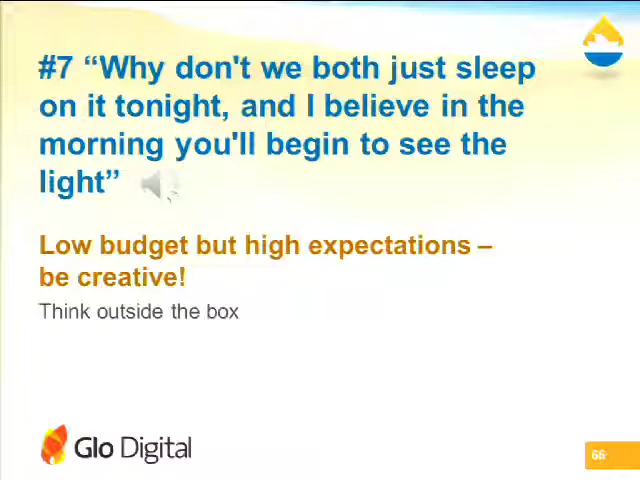 #7 “Why don't we both just sleep
on it tonight, and I believe in the
morning you'll begin to see the
light”
Low budget but high expectations –
be creative!
Think outside the box
Glo Digital
66